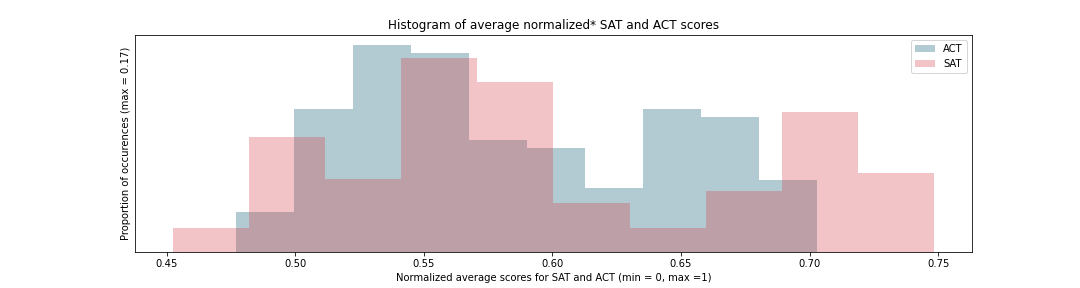 Histogram of average normalized* SAT and ACT scores
Proportion of occurences (max = 0.17)
ACT
SAT
0.45 0.50 0.55 0.60 0.65 0.70 0.75
Normalized average scores for SAT and ACT (min = 0, max =1)